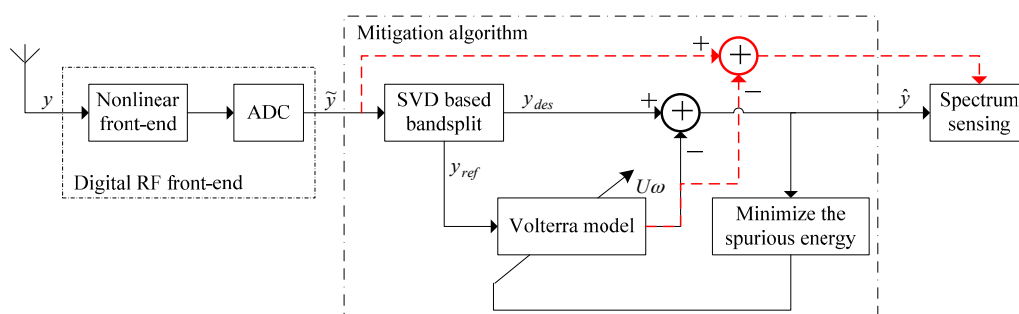 Mitigation algorithm
y
Nonlinear
front-end
ADC
ỹ
Digital RF front-end
SVD based
bandsplit
y_des
y_ref
Uω
Volterra model
+
−
+
+
−
+
ŷ
Minimize the
spurious energy
Spectrum
sensing